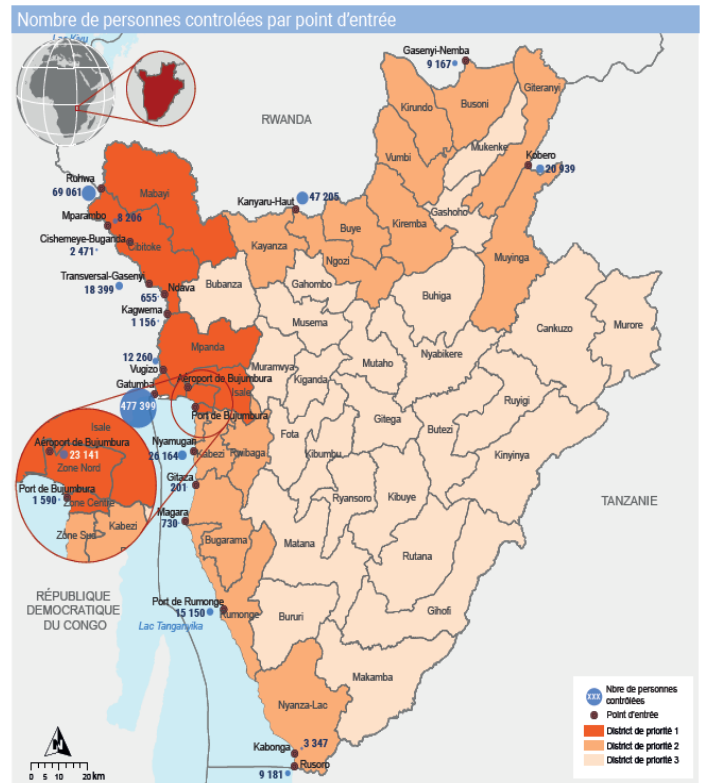 Nombre de personnes controlées par point d'entrée
Lac Kivu
Gasenyi-Nemba
9 167
RWANDA
Giteranyi
Busoni
Kirundo
Mukenke
Vumbi
Kobero
20 939
Ruhwa
69 061
Mabayi
Kanyaru-Haut
47 205
Gashoho
Kiremba
Mparambo
8 206
Cishemeye-Buganda
Cibitoke
2 471
Buye
Kayanza
Ngozi
Muyinga
Transversal-Gasenyi
18 399
Ndava
655
Bubanza
Gahombo
Buhiga
Kagwema
1 156
Musema
Cankuzo
Murore
Mpanda
12 260
Vugizo
Muramvya
Mutaho
Nyabikere
Gatumba
477 399
Aéroport de Bujumbura
Isale
Kiganda
Ruyigi
Port de Bujumbura
Gitega
Butezi
Isale
Aéroport de Bujumbura
23 141
Zone Nord
Nyamugari
26 164
Kabezi
Rwibaga
Fota
Kibumbu
Kinyinya
Port de Bujumbura
1 590
Zone Centre
Gitaza
201
Ryansoro
Kibuye
TANZANIE
Kabezi
Zone Sud
Magara
730
Bugarama
Matana
Rutana
RÉPUBLIQUE
DEMOCRATIQUE
DU CONGO
Port de Rumonge
15 150
Rumonge
Lac Tanganyika
Bururi
Gihofi
Makamba
Nyanza-Lac
Kabonga
3 347
Rusoro
9 181
XXX
Nbre de personnes
contrôlées
Point d'entrée
District de priorité 1
District de priorité 2
District de priorité 3
N
0 5 10 20 km